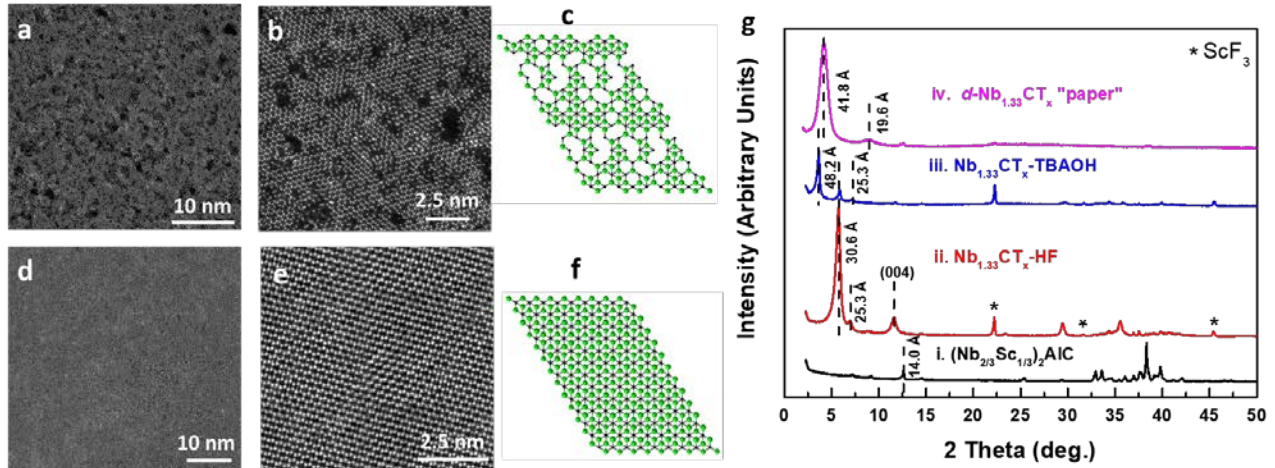 a
b
c
10 nm
2.5 nm
d
e
f
10 nm
2.5 nm
g
* ScF₃
iv. d-Nb₁.₃₃CTₓ "paper"
41.8 Å
19.6 Å
iii. Nb₁.₃₃CTₓ-TBAOH
48.2 Å
25.3 Å
ii. Nb₁.₃₃CTₓ-HF
30.6 Å
25.3 Å
(004)
*
*
*
i. (Nb₂/₃Sc₁/₃)₂AlC
14.0 Å
Intensity (Arbitrary Units)
0 5 10 15 20 25 30 35 40 45 50
2 Theta (deg.)